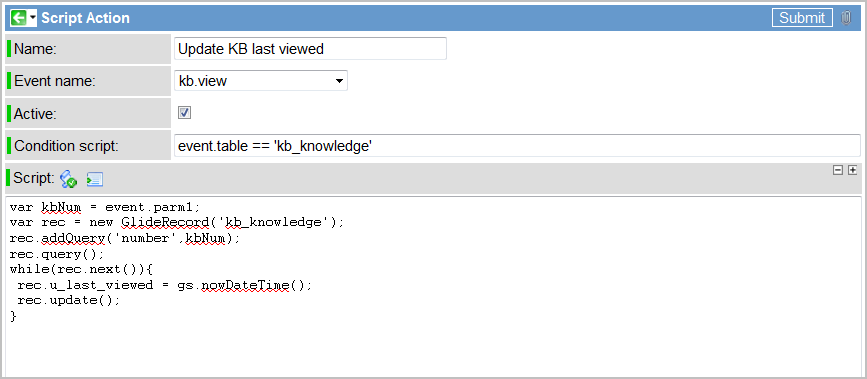 Script Action
Submit
Name:
Update KB last viewed
Event name:
kb.view
Active:
Condition script:
event.table == 'kb_knowledge'
Script:
var kbNum = event.parm1;
var rec = new GlideRecord('kb_knowledge');
rec.addQuery('number',kbNum);
rec.query();
while(rec.next()){
 rec.u_last_viewed = gs.nowDateTime();
 rec.update();
}